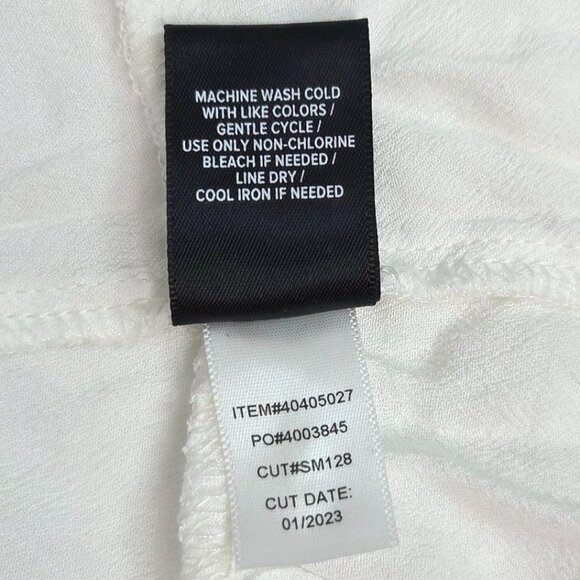 MACHINE WASH COLD
WITH LIKE COLORS /
GENTLE CYCLE /
USE ONLY NON-CHLORINE
BLEACH IF NEEDED /
LINE DRY /
COOL IRON IF NEEDED
ITEM#40405027
PO#4003845
CUT#SM128
CUT DATE:
01/2023